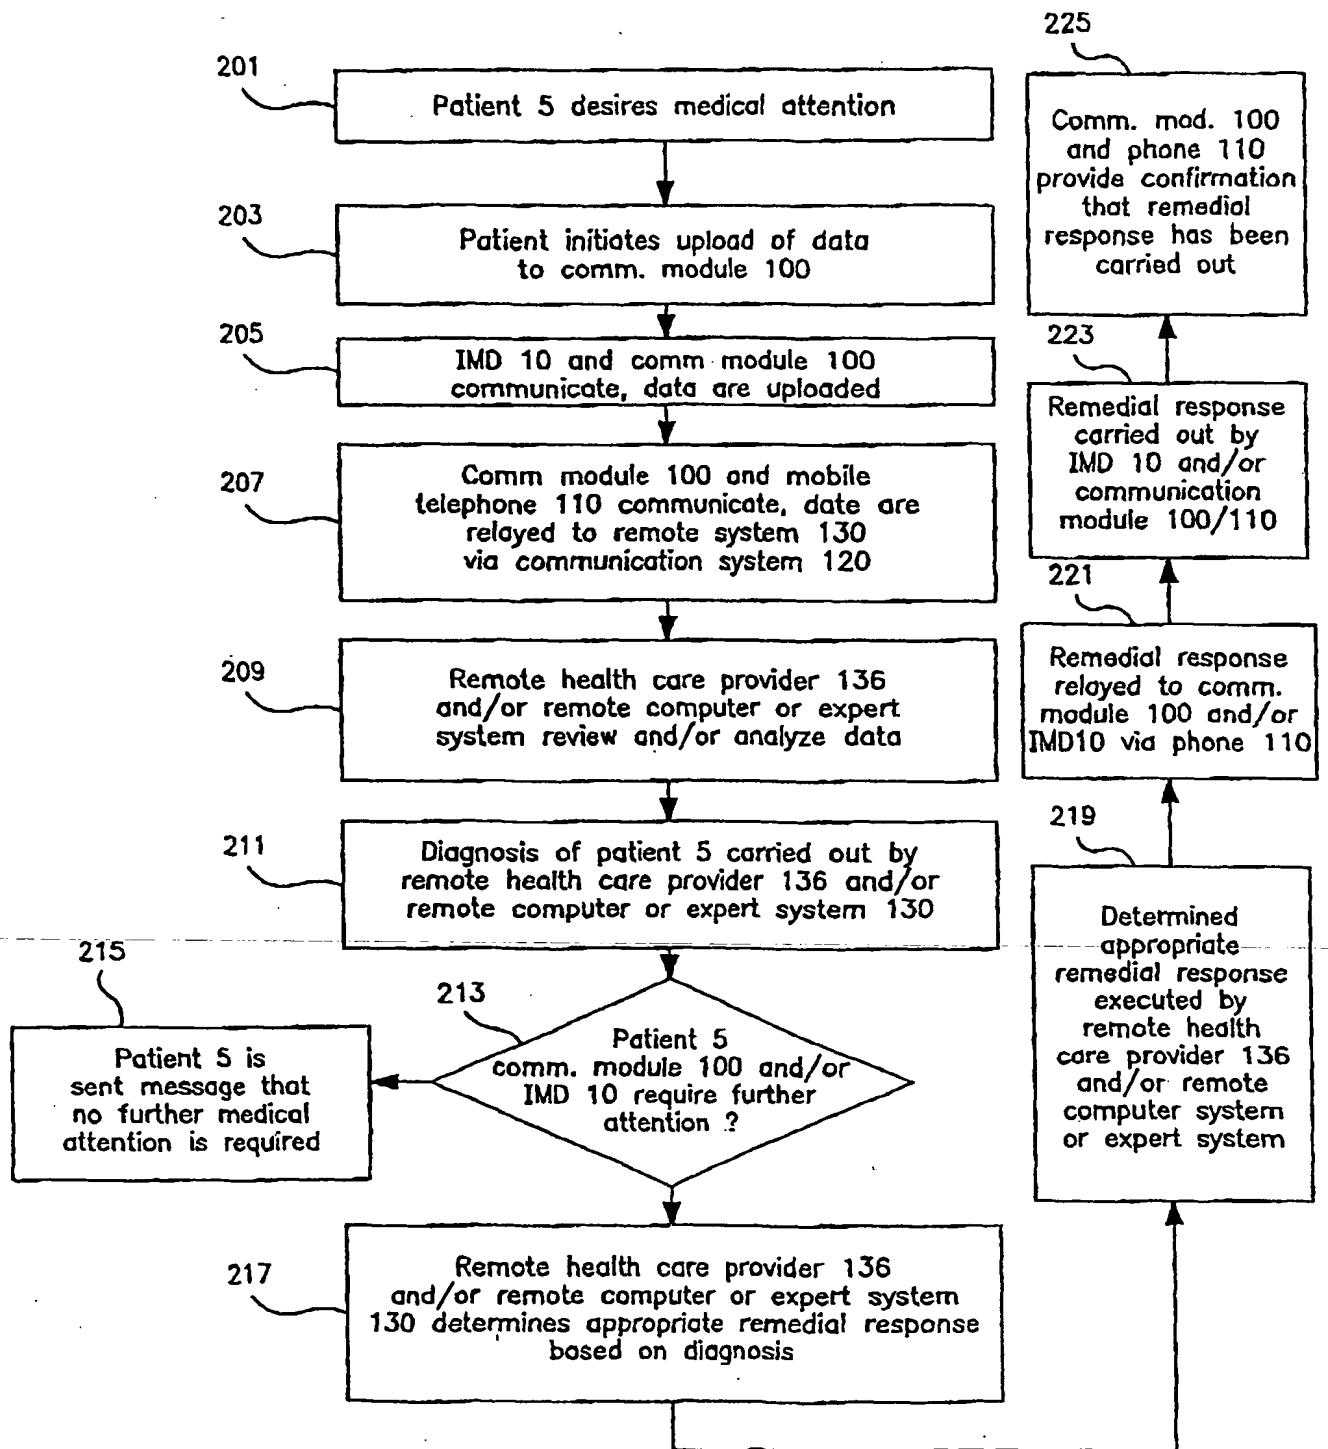 201
Patient 5 desires medical attention
203
Patient initiates upload of data
to comm. module 100
205
IMD 10 and comm module 100
communicate, data are uploaded
207
Comm module 100 and mobile
telephone 110 communicate, date are
relayed to remote system 130
via communication system 120
209
Remote health care provider 136
and/or remote computer or expert
system review and/or analyze data
211
Diagnosis of patient 5 carried out by
remote health care provider 136 and/or
remote computer or expert system 130
213
Patient 5
comm. module 100 and/or
IMD 10 require further
attention ?
215
Patient 5 is
sent message that
no further medical
attention is required
217
Remote health care provider 136
and/or remote computer or expert system
130 determines appropriate remedial response
based on diagnosis
219
Determined
appropriate
remedial response
executed by
remote health
care provider 136
and/or remote
computer system
or expert system
221
Remedial response
relayed to comm.
module 100 and/or
IMD10 via phone 110
223
Remedial response
carried out by
IMD 10 and/or
communication
module 100/110
225
Comm. mod. 100
and phone 110
provide confirmation
that remedial
response has been
carried out